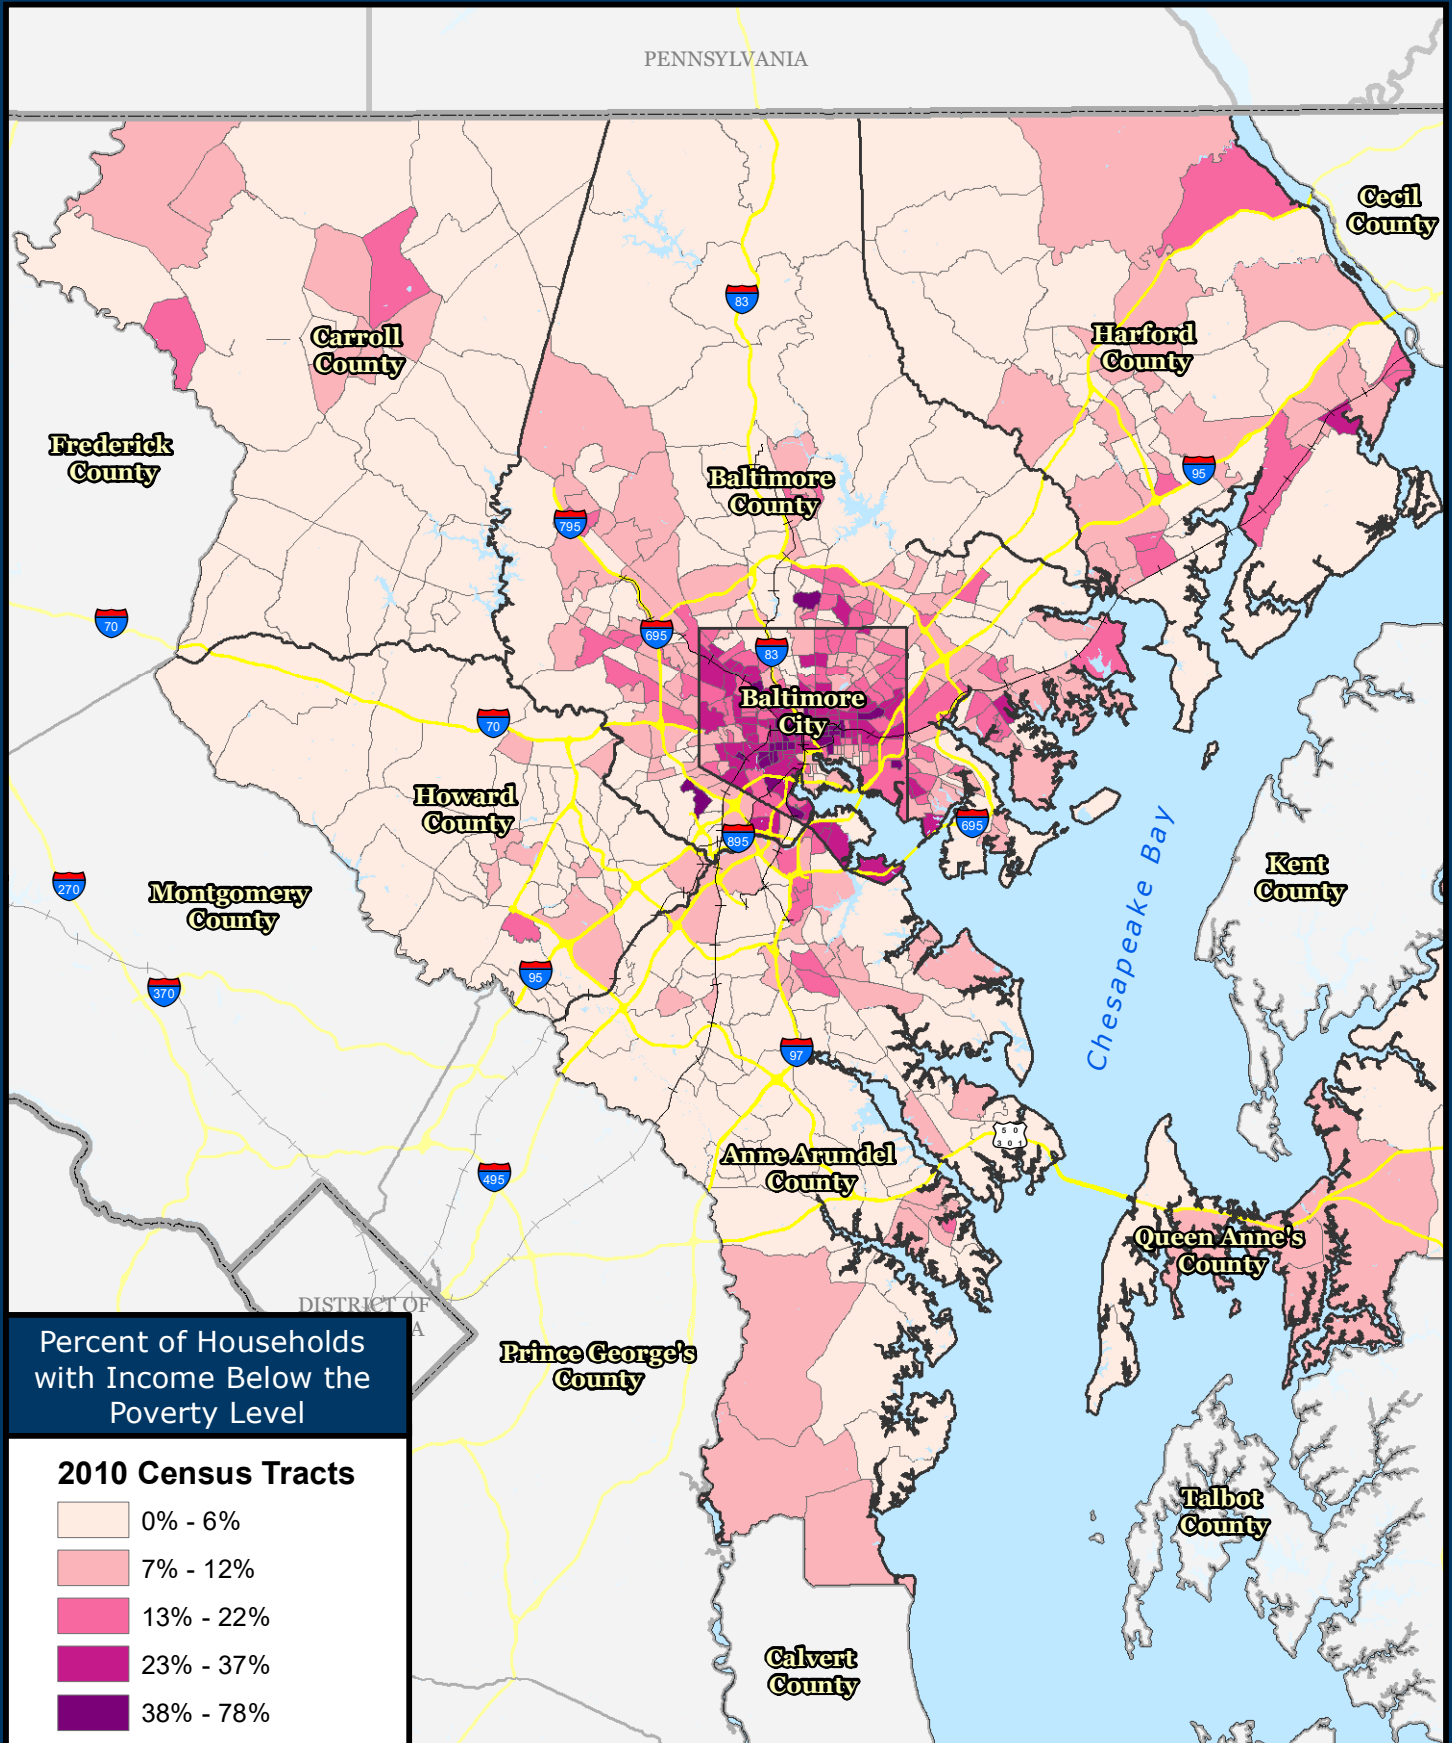 PENNSYLVANIA
Cecil
County
83
Harford
County
Carroll
County
Frederick
County
95
Baltimore
County
795
70
695
83
Baltimore
City
70
Howard
County
895
695
Chesapeake Bay
Kent
County
270
Montgomery
County
95
370
97
50
301
Anne Arundel
County
495
Queen Anne's
County
DISTRICT OF
A
Prince George's
County
Talbot
County
Calvert
County
Percent of Households
with Income Below the
Poverty Level
2010 Census Tracts
0% - 6%
7% - 12%
13% - 22%
23% - 37%
38% - 78%